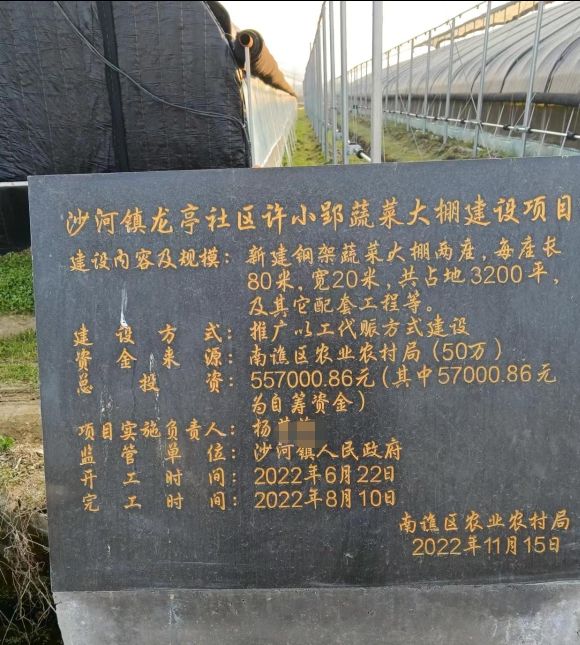 沙河镇龙亭社区许小郢蔬菜大棚建设项目
建设内容及规模：新建钢架蔬菜大棚两座，每座长
80米，宽20米，共占地3200平，
及其它配套工程等。
建设方式：推广以工代赈方式建设
资金来源：南谯区农业农村局（50万）
总投资：557000.86元（其中57000.86元
为自筹资金）
项目实施负责人：杨
监管单位：沙河镇人民政府
开工时间：2022年6月22日
完工时间：2022年8月10日
南谯区农业农村局
2022年11月15日